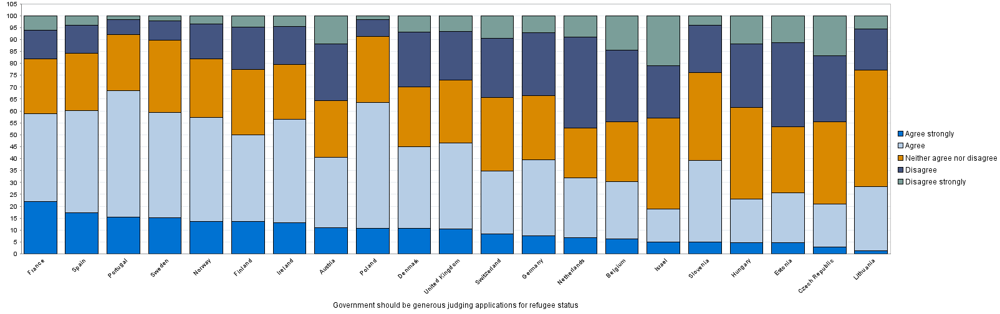 105
100
95
90
85
80
75
70
65
60
55
50
45
40
35
30
25
20
15
10
5
0
France
Spain
Portugal
Sweden
Norway
Finland
Ireland
Austria
Poland
Denmark
United Kingdom
Switzerland
Germany
Netherlands
Belgium
Israel
Slovenia
Hungary
Estonia
Czech Republic
Lithuania
Government should be generous judging applications for refugee status
Agree strongly
Agree
Neither agree nor disagree
Disagree
Disagree strongly